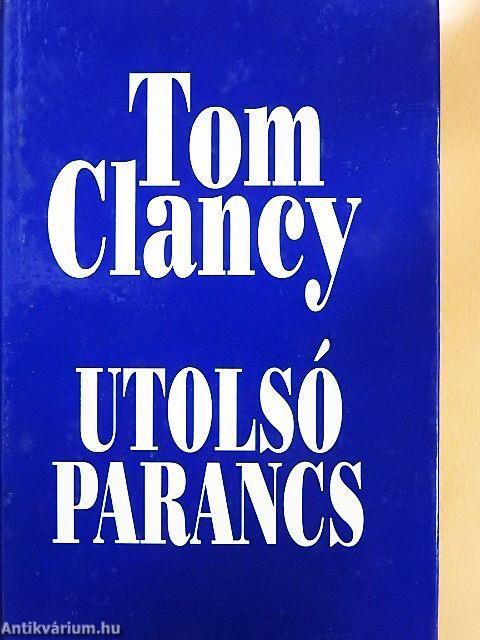 Tom
Clancy
UTOLSÓ
PARANCS
Antikvárium.hu